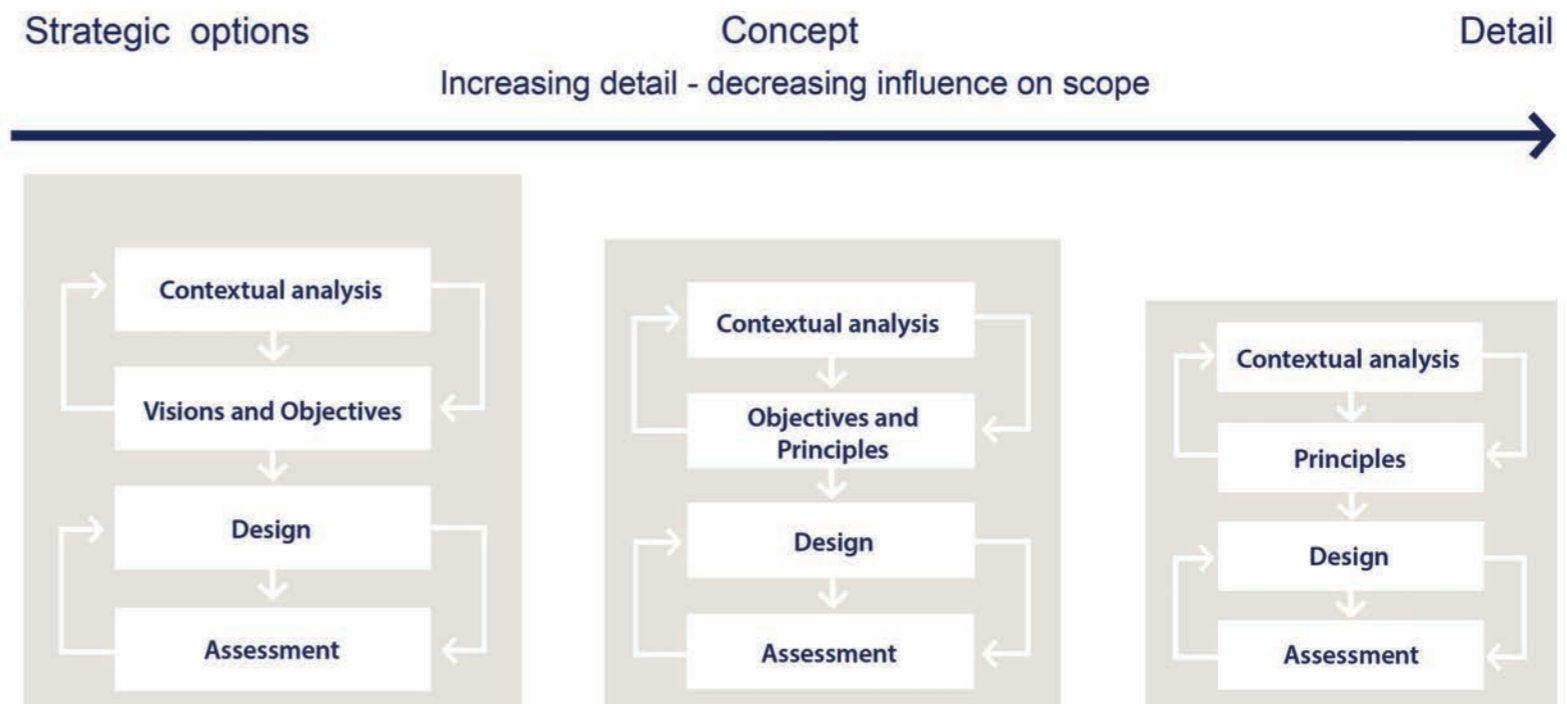 Strategic options
Concept
Detail
Increasing detail - decreasing influence on scope
Contextual analysis
Visions and Objectives
Design
Assessment
Contextual analysis
Objectives and
Principles
Design
Assessment
Contextual analysis
Principles
Design
Assessment